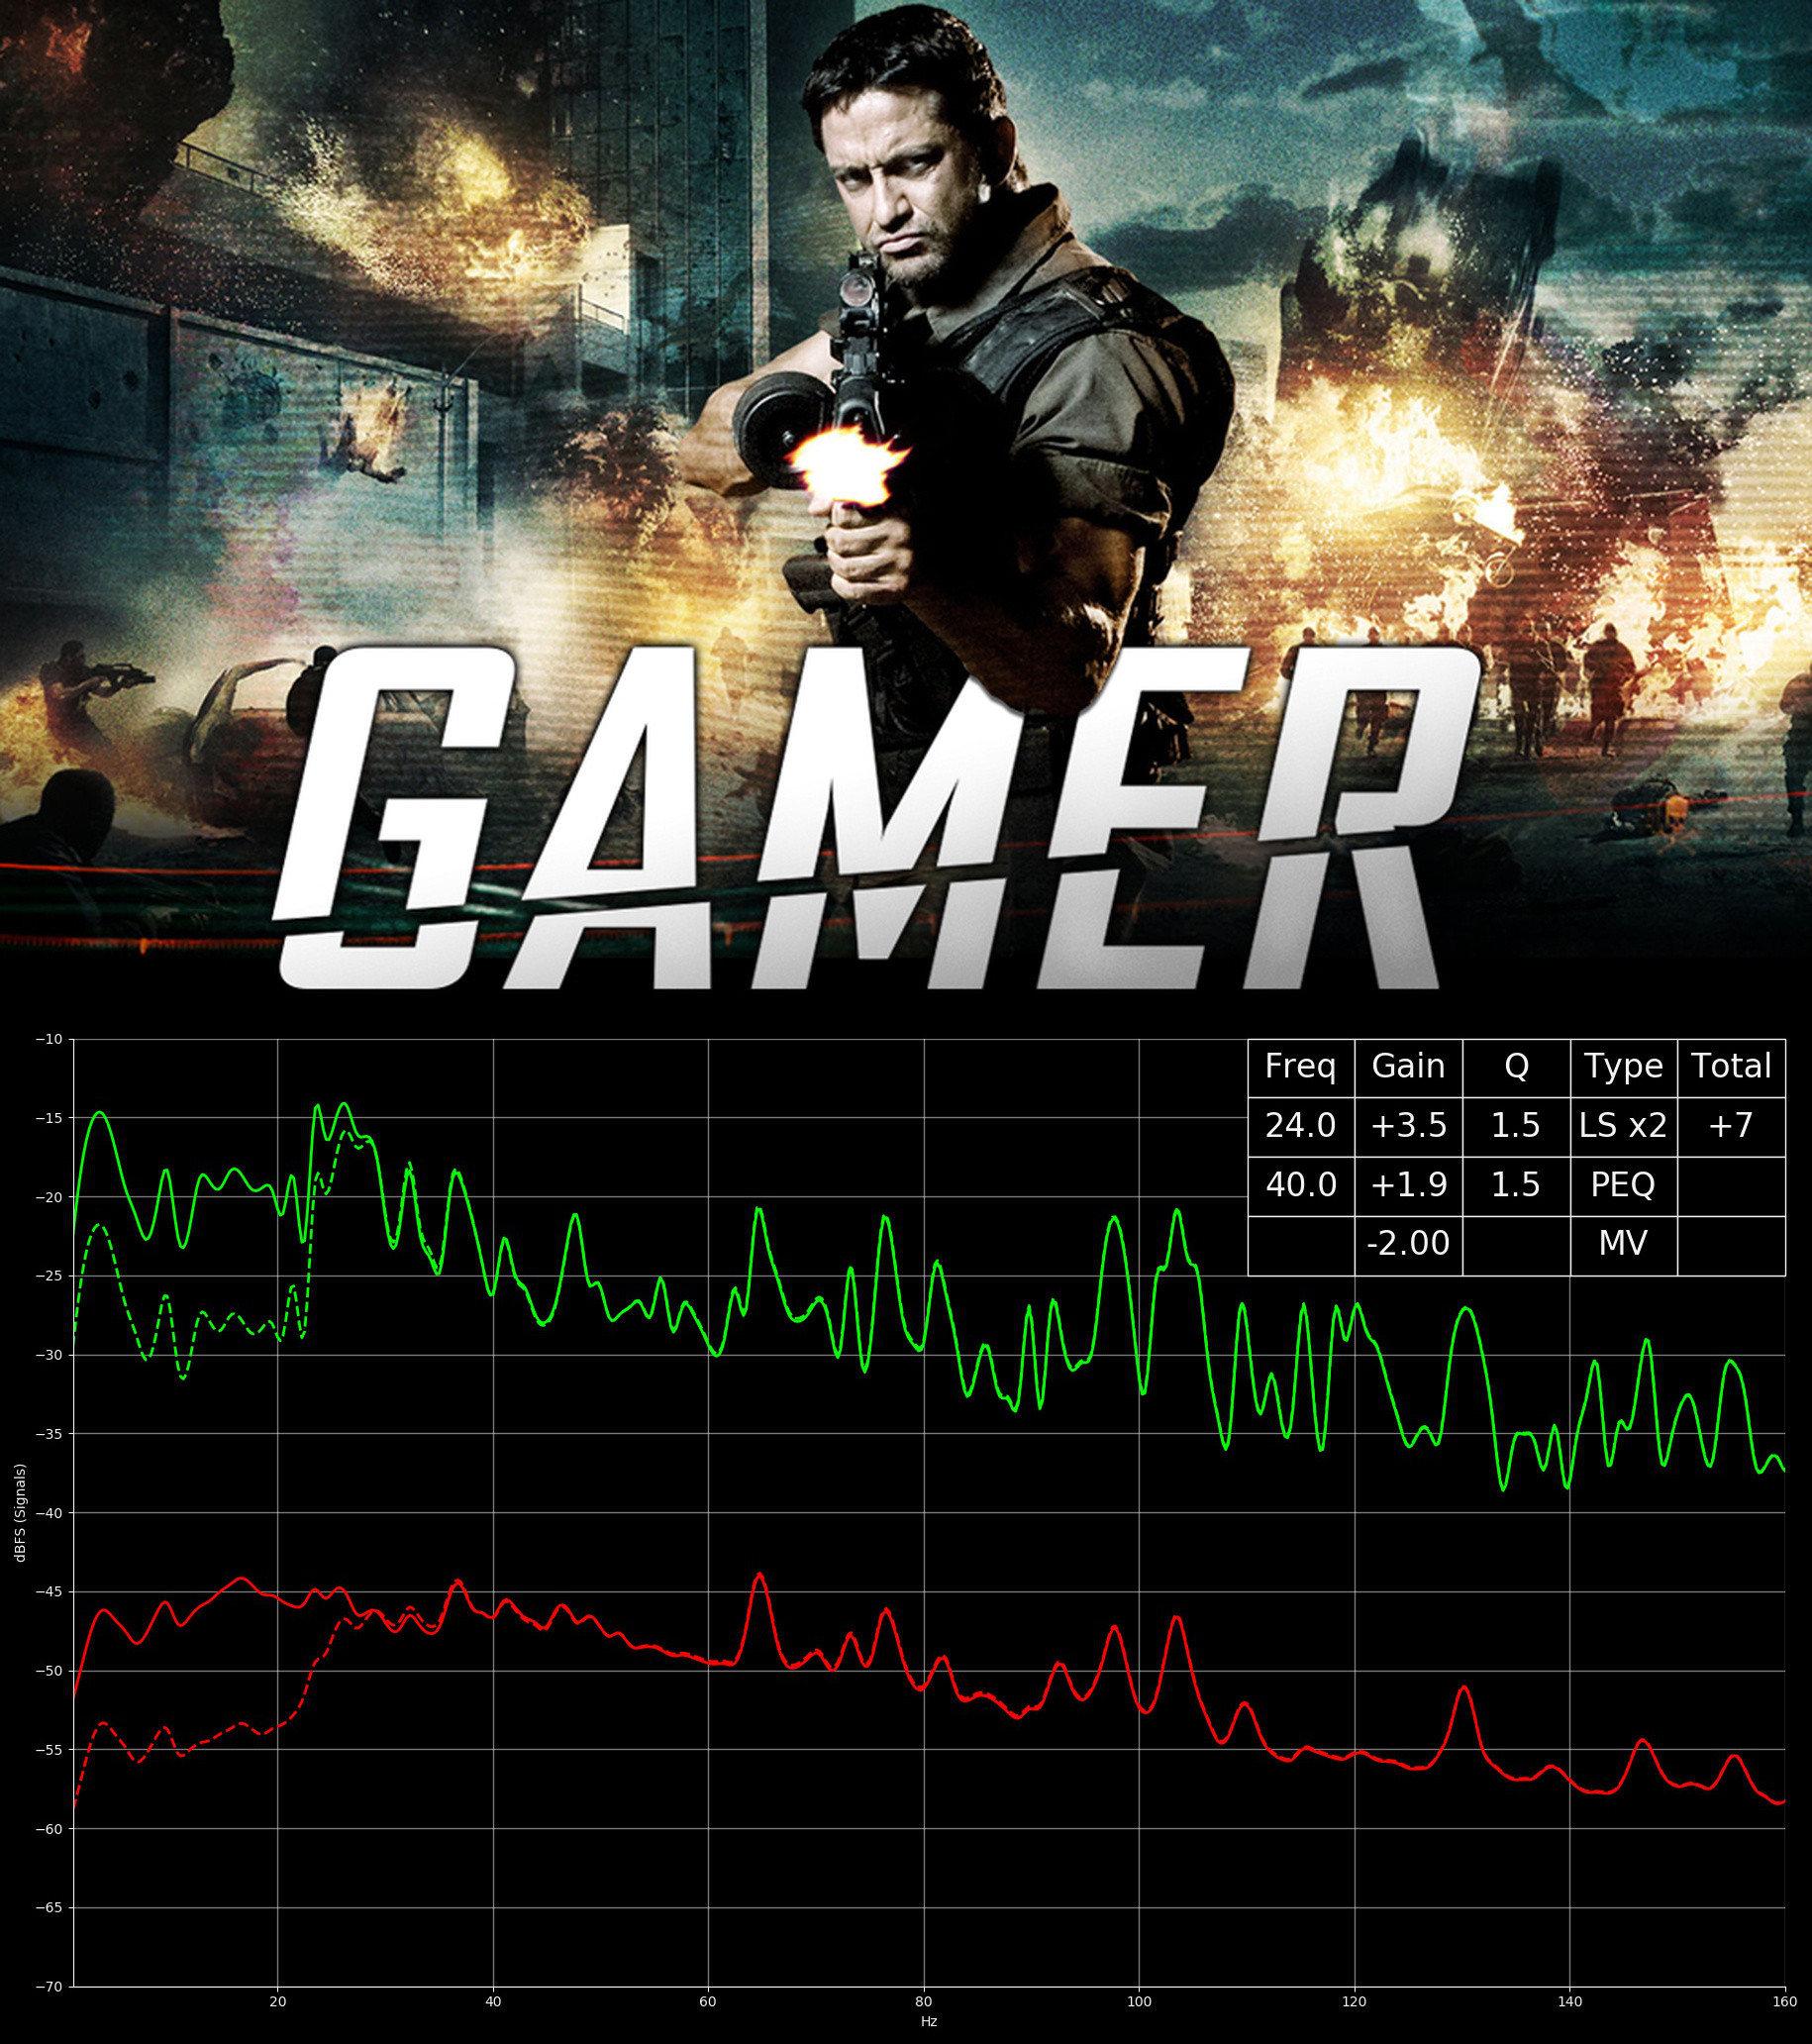 GAMER
Freq Gain Q Type Total
24.0 +3.5 1.5 LS x2 +7
40.0 +1.9 1.5 PEQ
-2.00 MV
−10
−15
−20
−25
−30
−35
−40
−45
−50
−55
−60
−65
−70
dBFS (Signals)
20 40 60 80 100 120 140 160
Hz